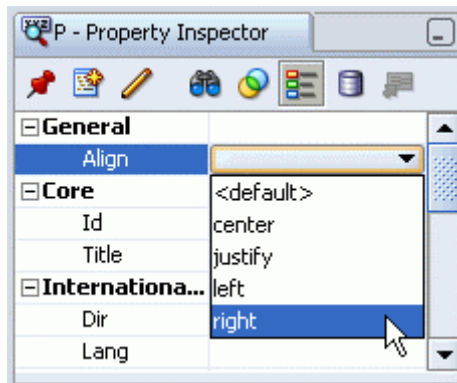 P - Property Inspector
General
Align
<default>
Core
center
Id
justify
Title
left
Internationa...
right
Dir
Lang